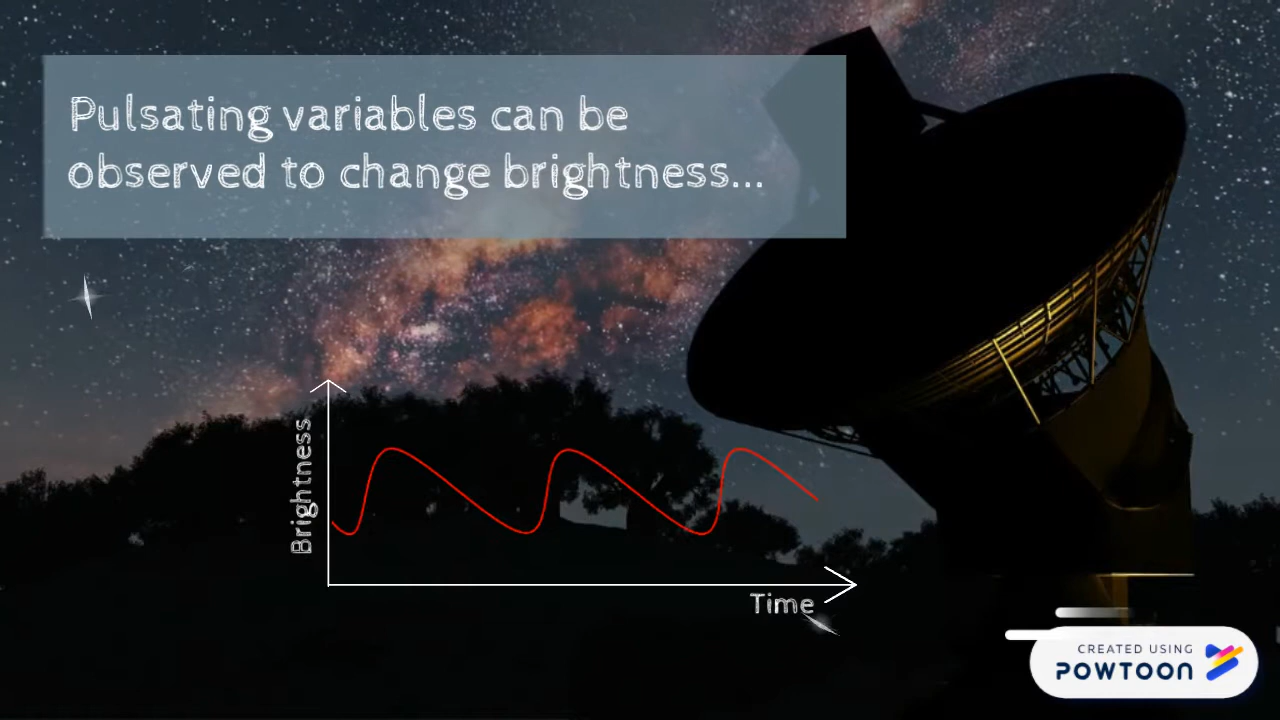 Pulsating variables can be
observed to change brightness...
Brightness
Time
CREATED USING
POWTOON